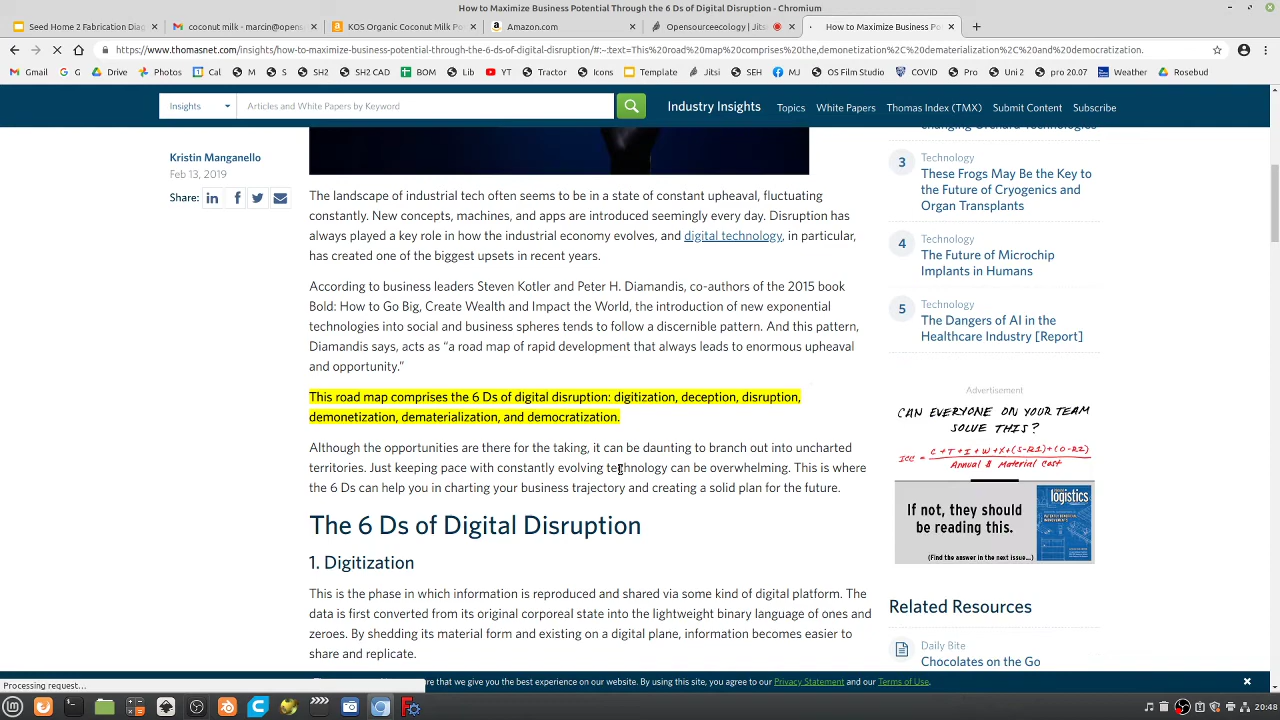 How to Maximize Business Potential Through the 6 Ds of Digital Disruption - Chromium
Seed Home 2 Fabrication Diag
coconut milk - marcin@opens
KOS Organic Coconut Milk Po
Amazon.com
Opensourceecology | Jitsi
How to Maximize Business Po
https://www.thomasnet.com/insights/how-to-maximize-business-potential-through-the-6-ds-of-digital-disruption/#:~:text=This%20road%20map%20comprises%20the,demonetization%2C%20dematerialization%2C%20and%20democratization.
Gmail G Drive Photos Cal M S SH2 SH2 CAD BOM Lib YT Tractor Icons Template Jitsi SEH MJ OS Film Studio COVID Pro Uni 2 pro 20.07 Weather Rosebud
Insights
Articles and White Papers by Keyword
Industry Insights
Topics
White Papers
Thomas Index (TMX)
Submit Content
Subscribe
Kristin Manganello
Feb 13, 2019
Share:
The landscape of industrial tech often seems to be in a state of constant upheaval, fluctuating
constantly. New concepts, machines, and apps are introduced seemingly every day. Disruption has
always played a key role in how the industrial economy evolves, and digital technology, in particular,
has created one of the biggest upsets in recent years.
According to business leaders Steven Kotler and Peter H. Diamandis, co-authors of the 2015 book
Bold: How to Go Big, Create Wealth and Impact the World, the introduction of new exponential
technologies into social and business spheres tends to follow a discernible pattern. And this pattern,
Diamandis says, acts as “a road map of rapid development that always leads to enormous upheaval
and opportunity.”
This road map comprises the 6 Ds of digital disruption: digitization, deception, disruption,
demonetization, dematerialization, and democratization.
Although the opportunities are there for the taking, it can be daunting to branch out into uncharted
territories. Just keeping pace with constantly evolving technology can be overwhelming. This is where
the 6 Ds can help you in charting your business trajectory and creating a solid plan for the future.
The 6 Ds of Digital Disruption
1. Digitization
This is the phase in which information is reproduced and shared via some kind of digital platform. The
data is first converted from its original corporeal state into the lightweight binary language of ones and
zeroes. By shedding its material form and existing on a digital plane, information becomes easier to
share and replicate.
changing Orchard Technologies
3
Technology
These Frogs May Be the Key to
the Future of Cryogenics and
Organ Transplants
4
Technology
The Future of Microchip
Implants in Humans
5
Technology
The Dangers of AI in the
Healthcare Industry [Report]
Advertisement
CAN EVERYONE ON YOUR TEAM
SOLVE THIS?
ICC = C+T+I+W+X+(S-R1)+(O-R2)
Annual $ Material Cost
If not, they should
be reading this.
logistics
(Find the answer in the next issue...)
Related Resources
Daily Bite
Chocolates on the Go
Processing request...
re that we give you the best experience on our website. By using this site, you agree to our Privacy Statement and our Terms of Use.
20:48